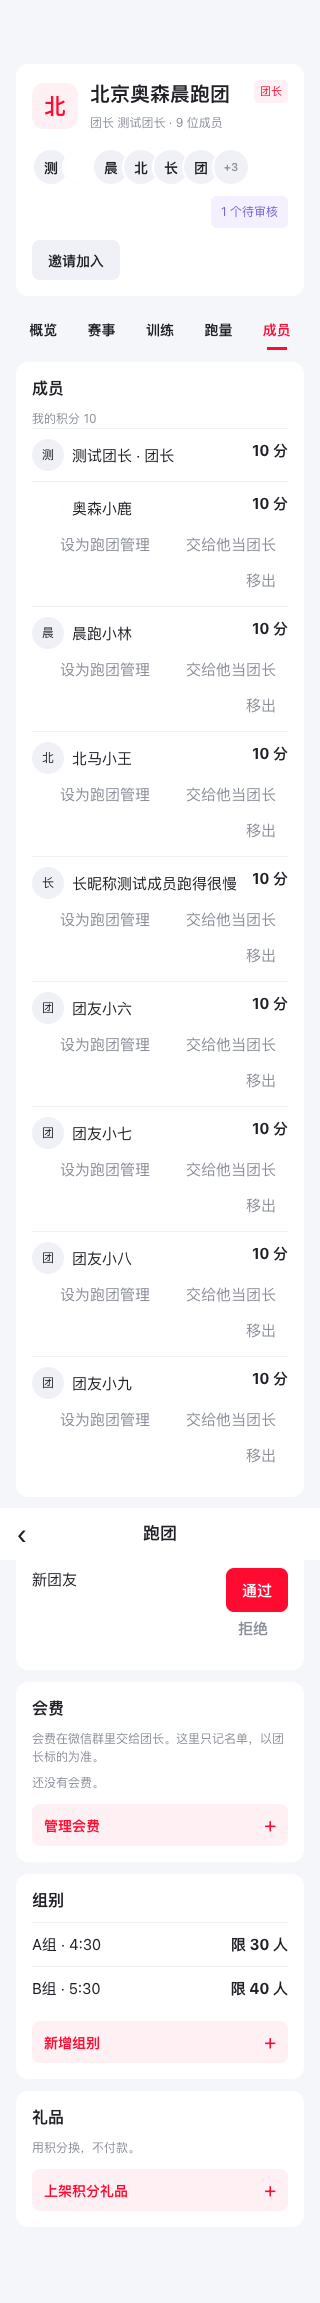 北
北京奥森晨跑团
团长
团长 测试团长 · 9 位成员
测 晨 北 长 团 +3
1 个待审核
邀请加入
概览 赛事 训练 跑量 成员
成员
我的积分 10
测 测试团长 · 团长 10 分
奥森小鹿 10 分
设为跑团管理 交给他当团长
移出
晨 晨跑小林 10 分
设为跑团管理 交给他当团长
移出
北 北马小王 10 分
设为跑团管理 交给他当团长
移出
长 长昵称测试成员跑得很慢 10 分
设为跑团管理 交给他当团长
移出
团 团友小六 10 分
设为跑团管理 交给他当团长
移出
团 团友小七 10 分
设为跑团管理 交给他当团长
移出
团 团友小八 10 分
设为跑团管理 交给他当团长
移出
团 团友小九 10 分
设为跑团管理 交给他当团长
移出
‹ 跑团
新团友 通过
拒绝
会费
会费在微信群里交给团长。这里只记名单，以团
长标的为准。
还没有会费。
管理会费 +
组别
A组 · 4:30 限 30 人
B组 · 5:30 限 40 人
新增组别 +
礼品
用积分换，不付款。
上架积分礼品 +